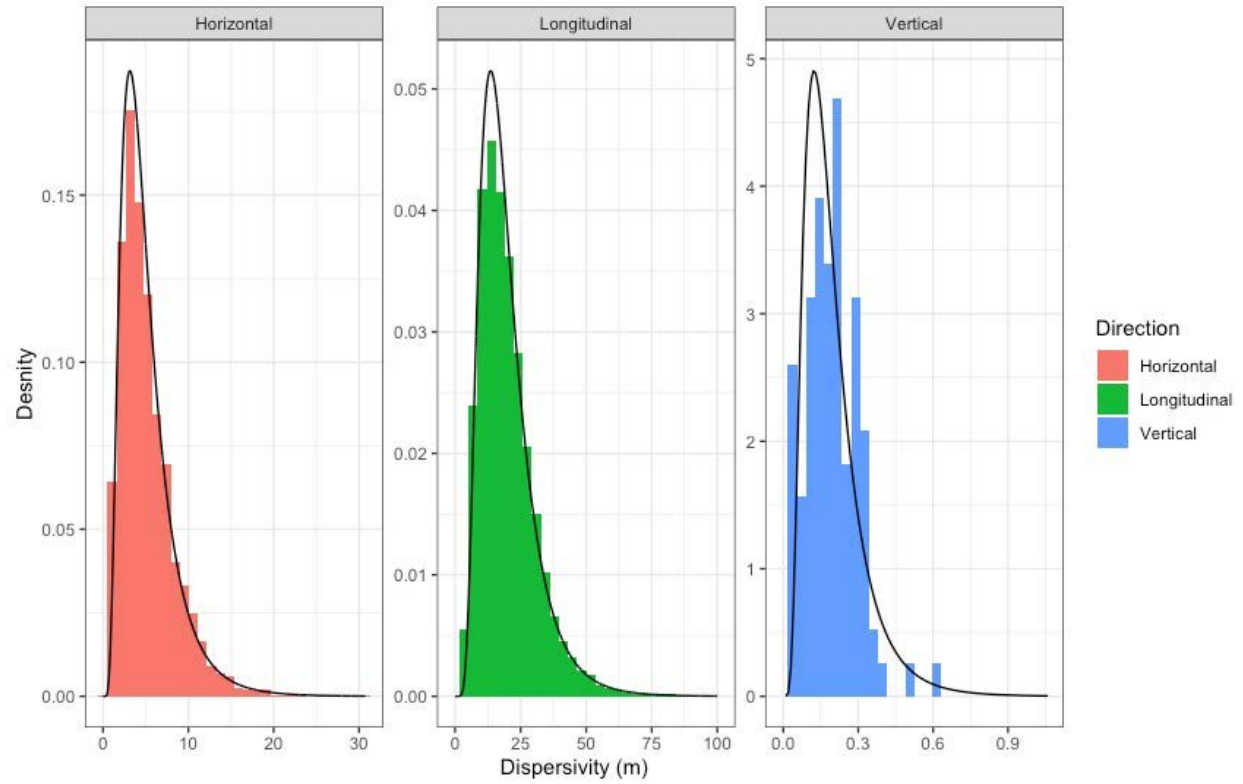 Horizontal
Longitudinal
Vertical
Desnity
0.15
0.10
0.05
0.00
0.05
0.04
0.03
0.02
0.01
0.00
5
4
3
2
1
0
0 10 20 30
0 25 50 75 100
0.0 0.3 0.6 0.9
Dispersivity (m)
Direction
Horizontal
Longitudinal
Vertical